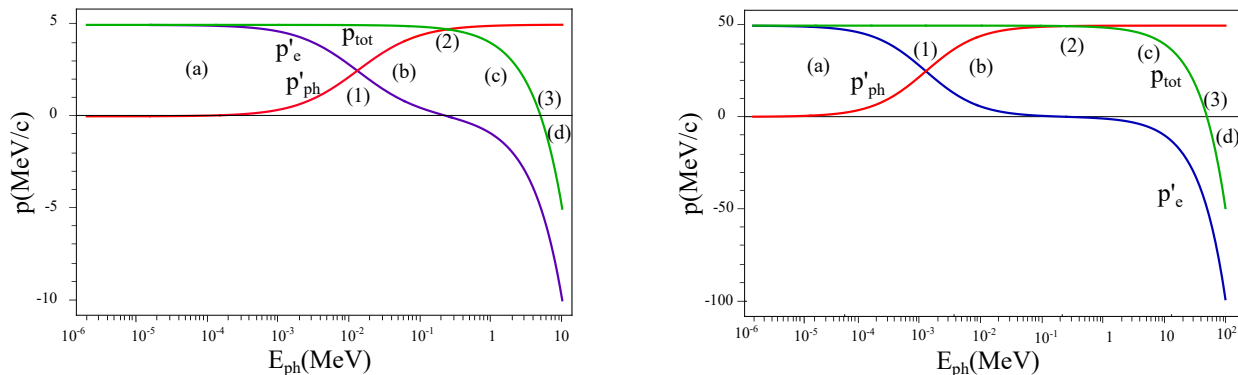 5
0
-5
-10
p(MeV/c)
(a)
p'e
ptot
p'ph
(1)
(b)
(2)
(c)
(3)
(d)
10-6
10-5
10-4
10-3
10-2
10-1
1
10
Eph(MeV)
50
0
-50
-100
p(MeV/c)
(a)
(1)
p'ph
(b)
(2)
(c)
ptot
(3)
(d)
p'e
10-6
10-5
10-4
10-3
10-2
10-1
1
10
102
Eph(MeV)